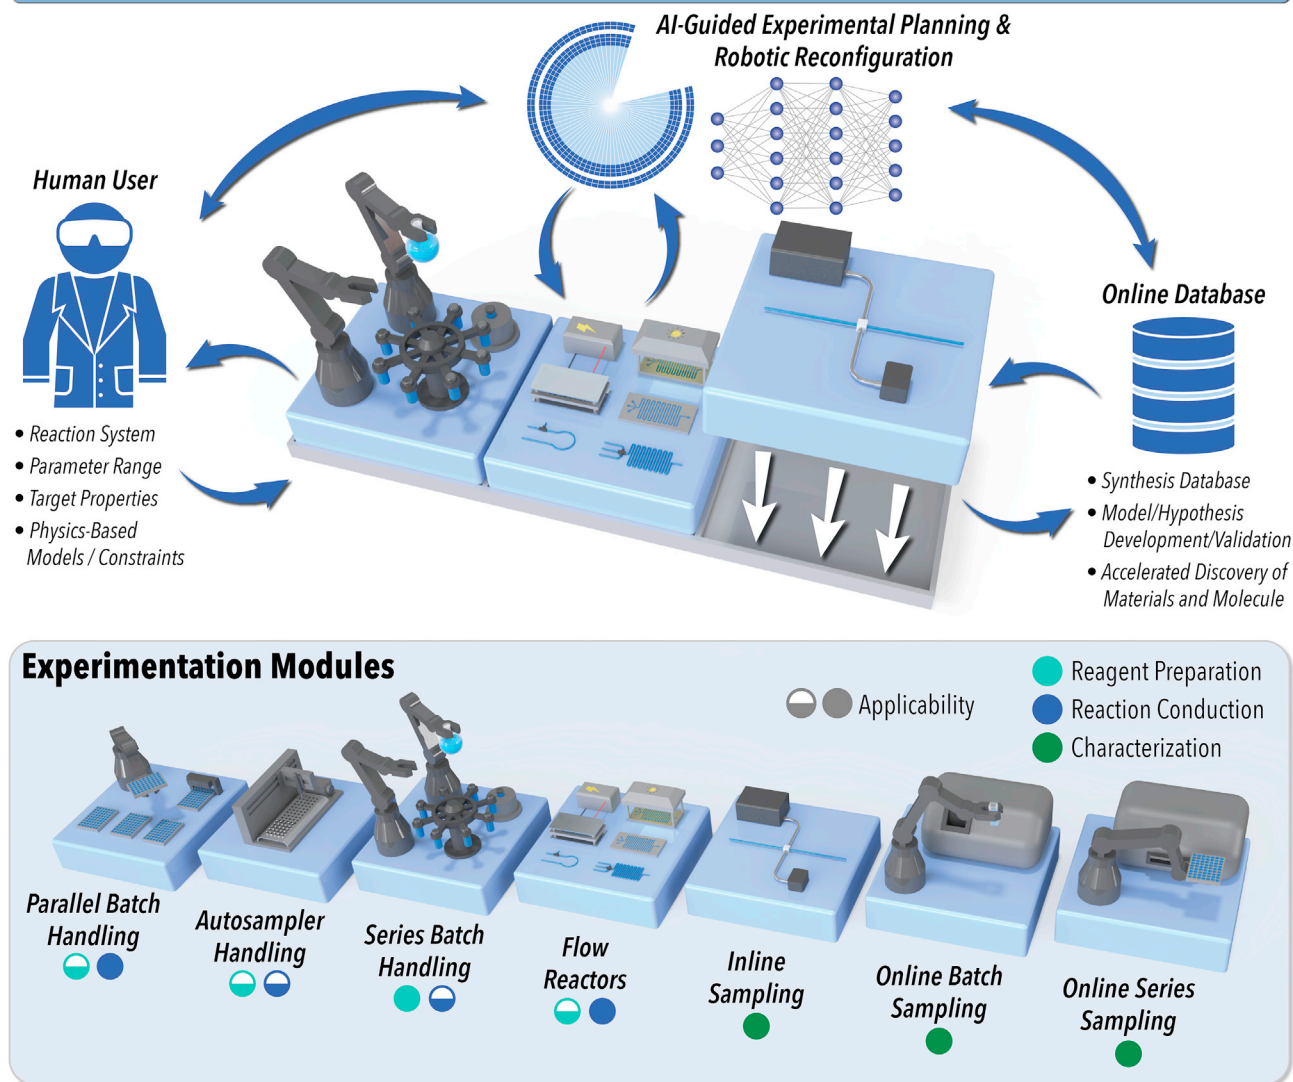 AI-Guided Experimental Planning &
Robotic Reconfiguration
Human User
• Reaction System
• Parameter Range
• Target Properties
• Physics-Based
Models / Constraints
Online Database
• Synthesis Database
• Model/Hypothesis
Development/Validation
• Accelerated Discovery of
Materials and Molecule
Experimentation Modules
Applicability
Reagent Preparation
Reaction Conduction
Characterization
Parallel Batch
Handling
Autosampler
Handling
Series Batch
Handling
Flow
Reactors
Inline
Sampling
Online Batch
Sampling
Online Series
Sampling